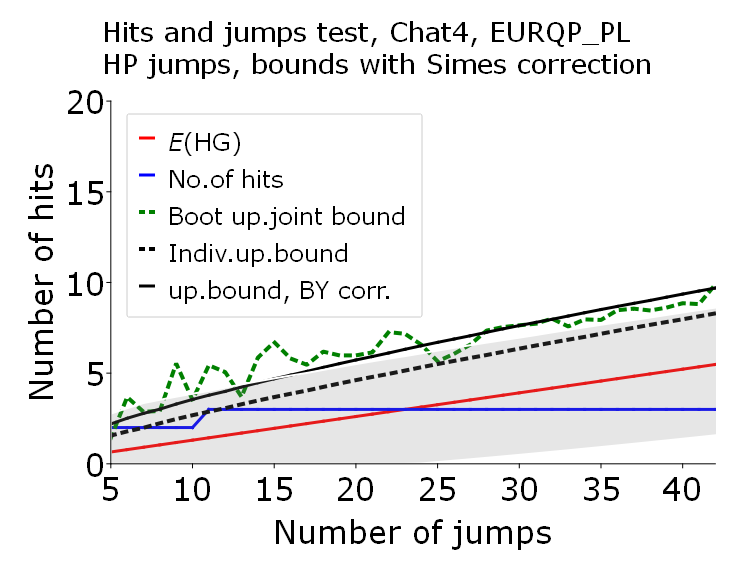 Hits and jumps test, Chat4, EURQP_PL
HP jumps, bounds with Simes correction
Number of hits
20
15
10
5
0
E(HG)
No.of hits
Boot up.joint bound
Indiv.up.bound
up.bound, BY corr.
5 10 15 20 25 30 35 40
Number of jumps